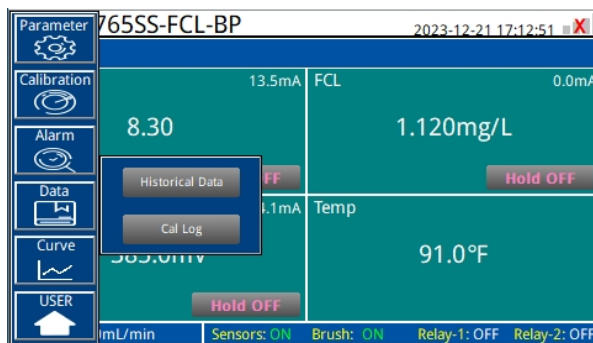 Parameter
765SS-FCL-BP
2023-12-21 17:12:51
X
Calibration
13.5mA
FCL
0.0mA
8.30
1.120mg/L
Alarm
Historical Data
FF
Hold OFF
Data
.1mA
Temp
Cal Log
Curve
91.0°F
USER
Hold OFF
mL/min
Sensors: ON
Brush: ON
Relay-1: OFF
Relay-2: OFF